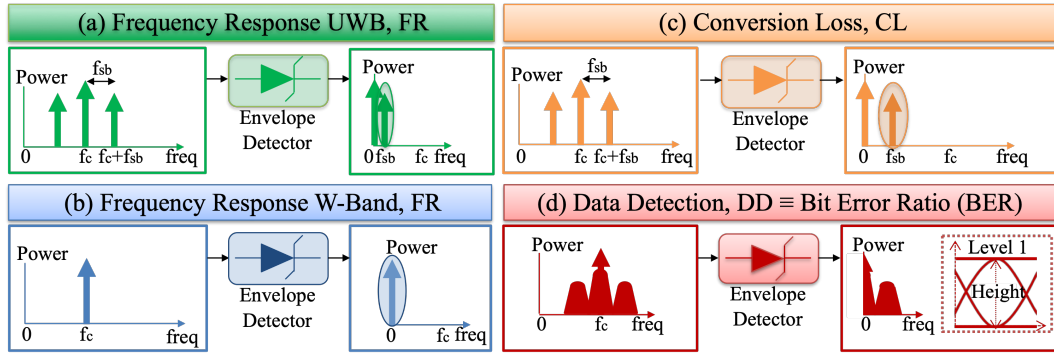 (a) Frequency Response UWB, FR
Power
fsb
0
fc
fc+fsb
freq
Envelope
Detector
Power
0
fsb
fc
freq
(c) Conversion Loss, CL
Power
fsb
0
fc
fc+fsb
freq
Envelope
Detector
Power
0
fsb
fc
freq
(b) Frequency Response W-Band, FR
Power
0
fc
freq
Envelope
Detector
Power
0
fc
freq
(d) Data Detection, DD ≡ Bit Error Ratio (BER)
Power
0
fc
freq
Envelope
Detector
Power
0
freq
Level 1
Height